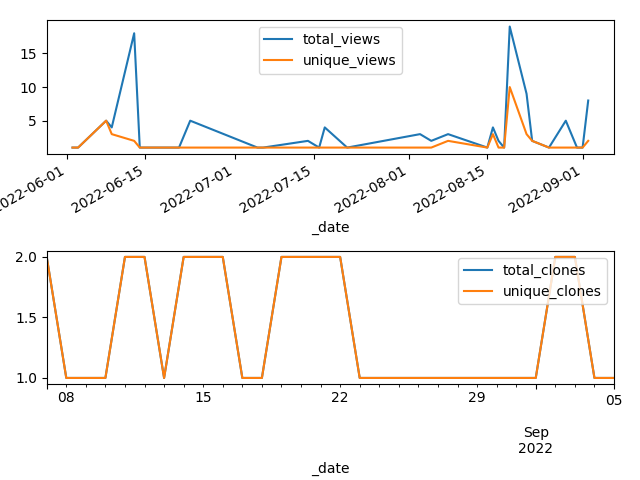 total_views
unique_views
15
10
5
2022-06-01
2022-06-15
2022-07-01
2022-07-15
2022-08-01
2022-08-15
2022-09-01
_date
2.0
1.5
1.0
total_clones
unique_clones
08
15
22
29
05
Sep
2022
_date